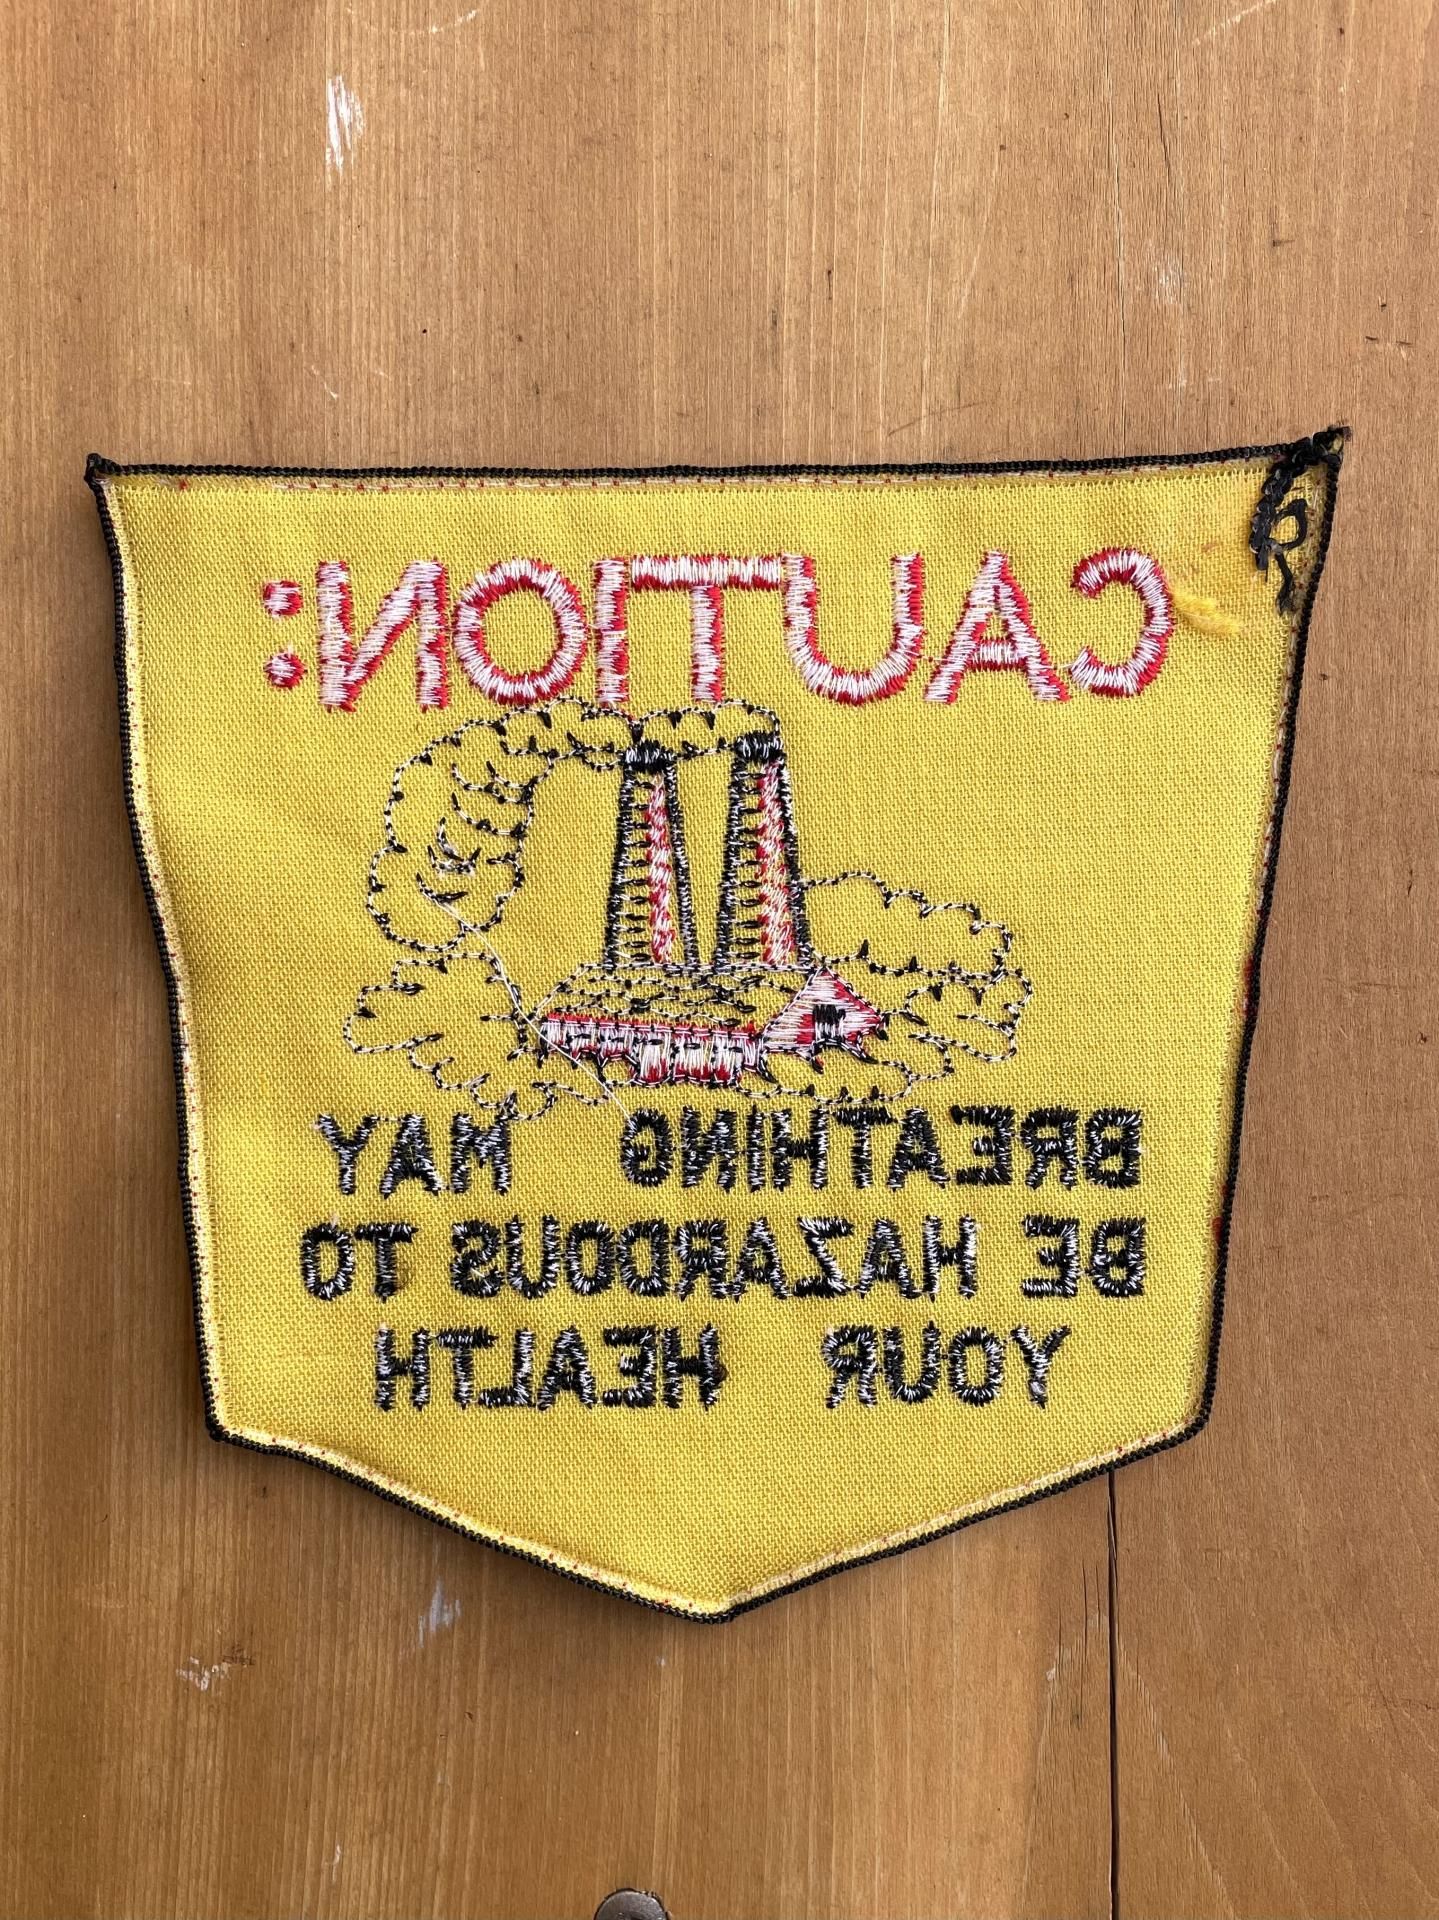 CAUTION:
BREATHING MAY
BE HAZARDOUS TO
YOUR HEALTH